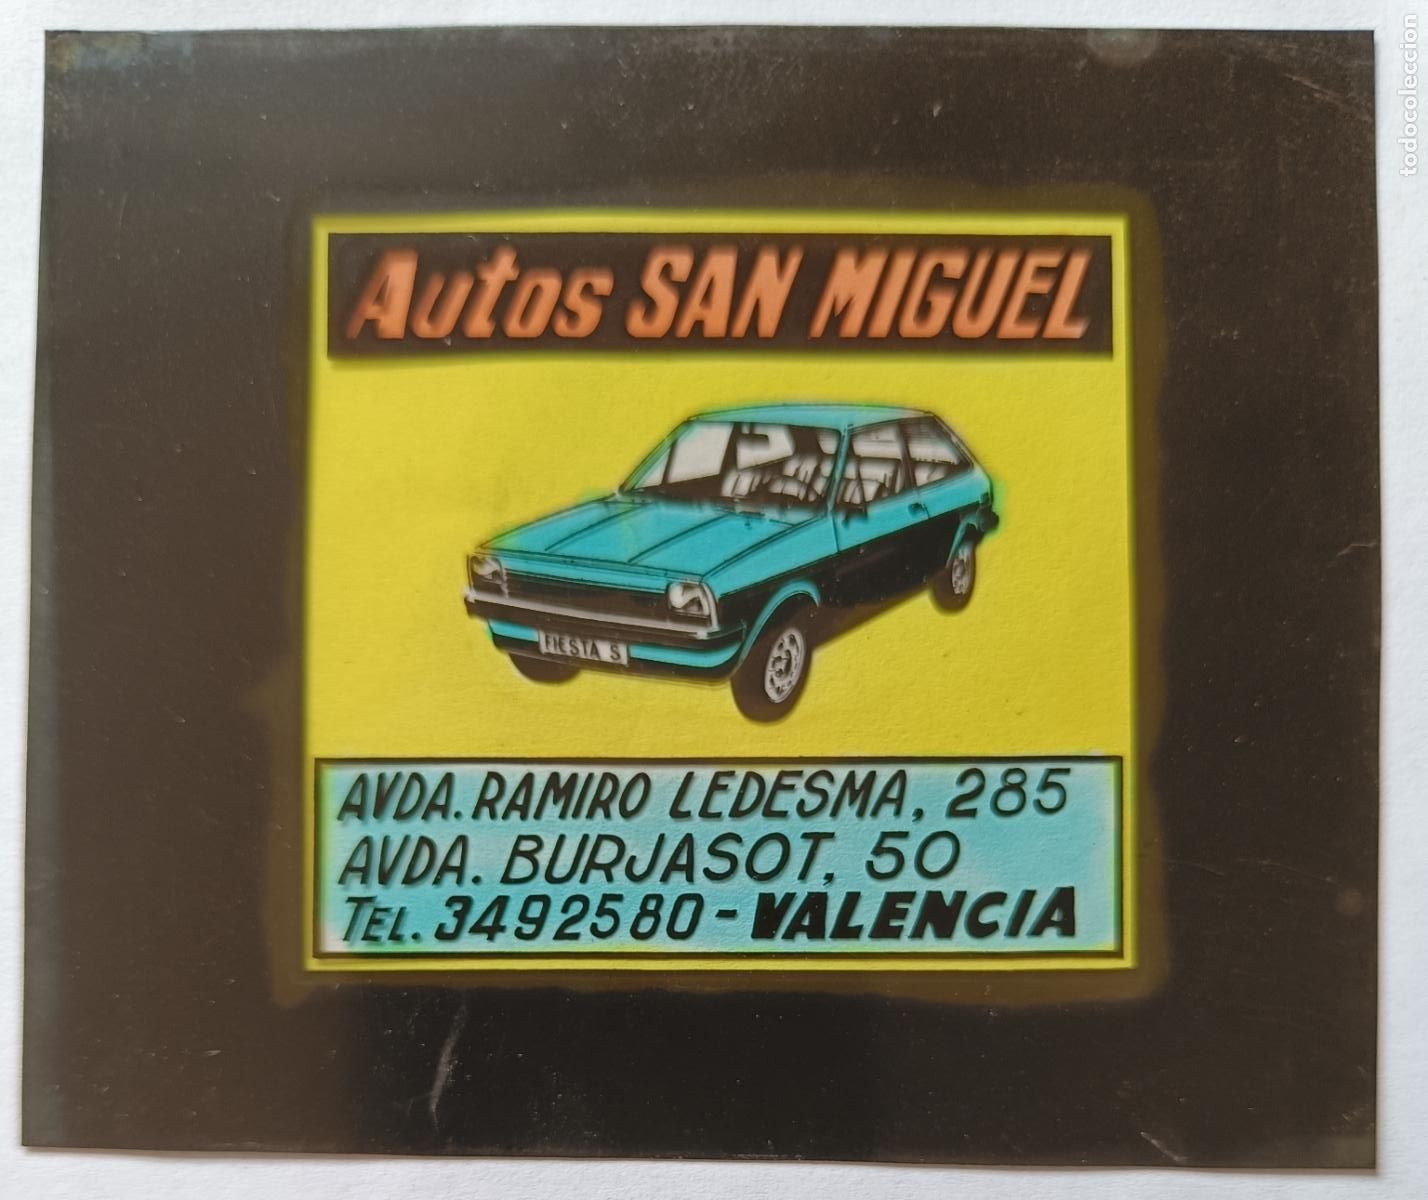 todocoleccion
Autos SAN MIGUEL
FIESTA S
AVDA. RAMIRO LEDESMA, 285
AVDA. BURJASOT, 50
TEL. 3492580 - VALENCIA